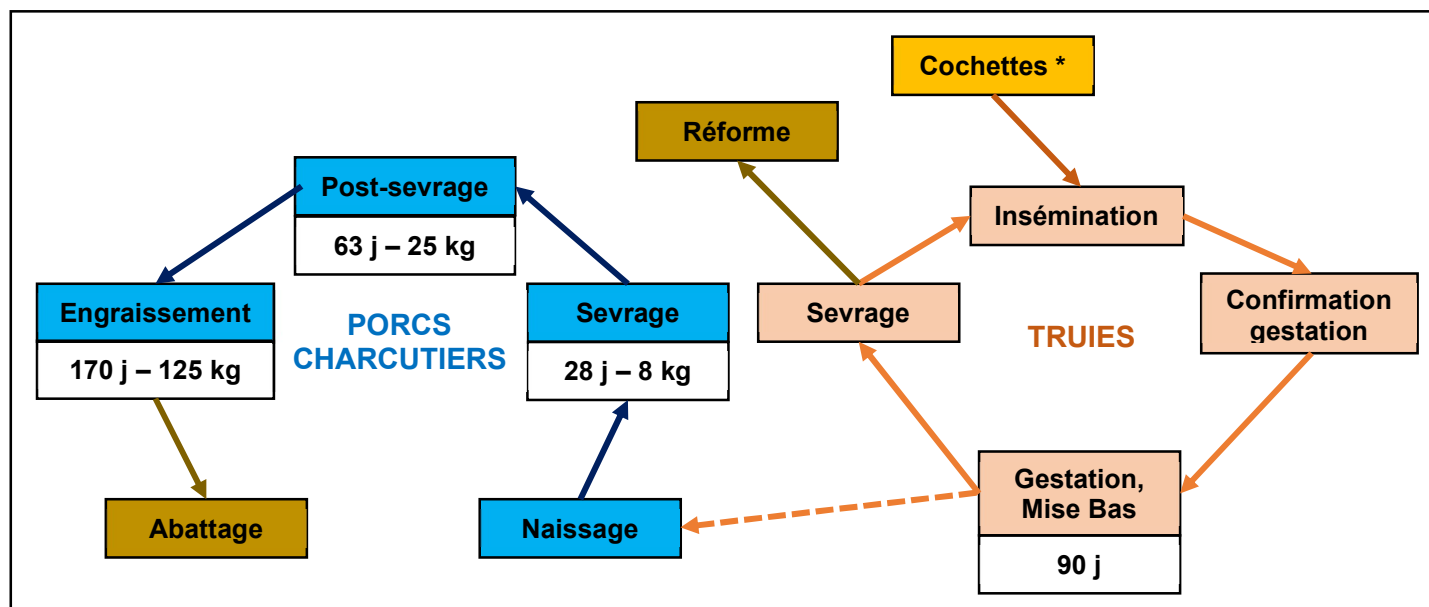 Cochettes *
Réforme
Post-sevrage
63 j – 25 kg
Insémination
Engraissement
170 j – 125 kg
PORCS
CHARCUTIERS
Sevrage
28 j – 8 kg
Sevrage
TRUIES
Confirmation
gestation
Abattage
Naissage
Gestation,
Mise Bas
90 j